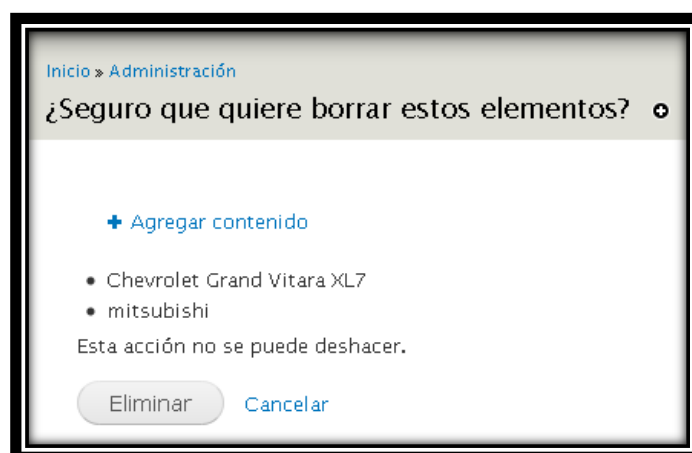 Inicio » Administración
¿Seguro que quiere borrar estos elementos?
Agregar contenido
Chevrolet Grand Vitara XL7
mitsubishi
Esta acción no se puede deshacer.
Eliminar Cancelar